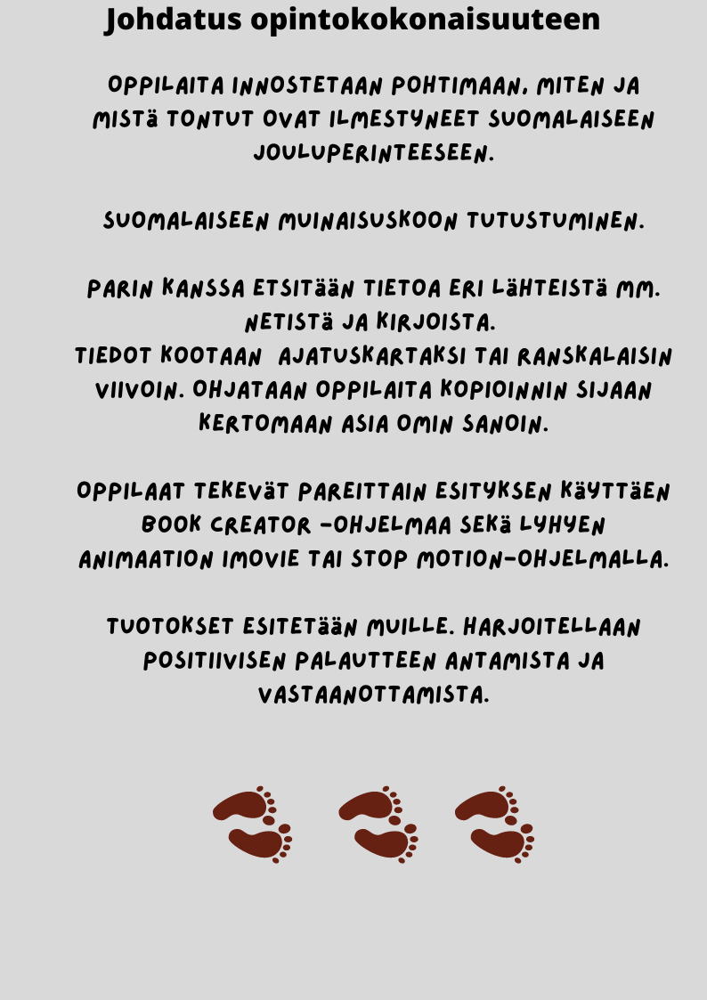 Johdatus opintokokonaisuuteen
OPPILAITA INNOSTETAAN POHTIMAAN, MITEN JA
MISTä TONTUT OVAT ILMESTYNEET SUOMALAISEEN
JOULUPERINTEESEEN.
SUOMALAISEEN MUINAISUSKOON TUTUSTUMINEN.
PARIN KANSSA ETSITääN TIETOA ERI LäHTEISTä MM.
NETISTä JA KIRJOISTA.
TIEDOT KOOTAAN  AJATUSKARTAKSI TAI RANSKALAISIN
VIIVOIN. OHJATAAN OPPILAITA KOPIOINNIN SIJAAN
KERTOMAAN ASIA OMIN SANOIN.
OPPILAAT TEKEVäT PAREITTAIN ESITYKSEN KäYTTäEN
BOOK CREATOR -OHJELMAA SEKä LYHYEN
ANIMAATION IMOVIE TAI STOP MOTION-OHJELMALLA.
TUOTOKSET ESITETääN MUILLE. HARJOITELLAAN
POSITIIVISEN PALAUTTEEN ANTAMISTA JA
VASTAANOTTAMISTA.